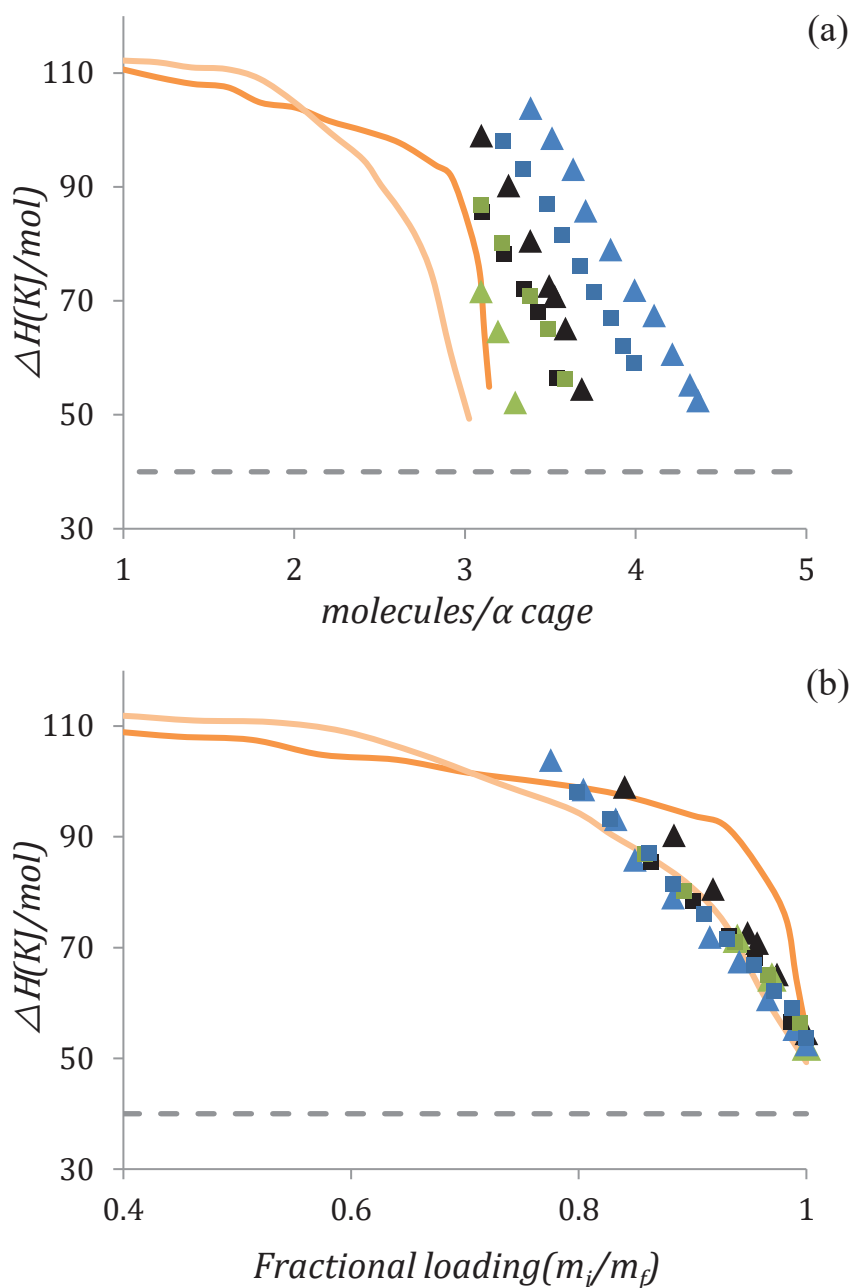 (a)
110
90
70
50
30
ΔH(KJ/mol)
1 2 3 4 5
molecules/α cage
(b)
110
90
70
50
30
ΔH(KJ/mol)
0.4 0.6 0.8 1
Fractional loading(mᵢ/m_f)